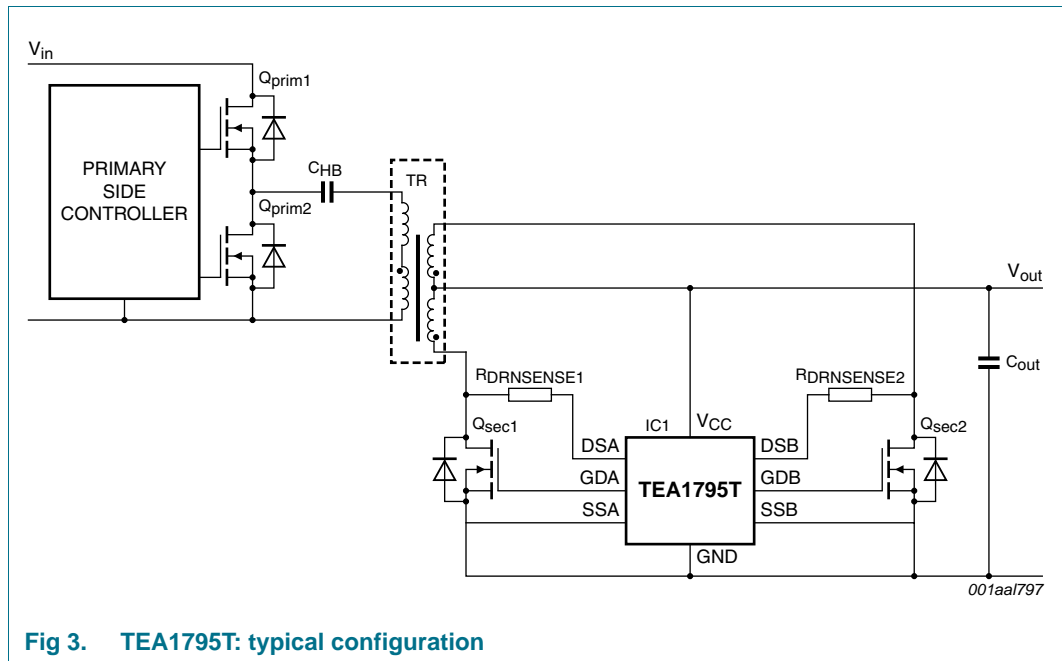 Vin
Qprim1
PRIMARY
SIDE
CONTROLLER
CHB
TR
Qprim2
Vout
Cout
RDRNSENSE1
RDRNSENSE2
Qsec1
IC1
VCC
Qsec2
DSA
DSB
GDA
TEA1795T
GDB
SSA
SSB
GND
001aal797
Fig 3. TEA1795T: typical configuration